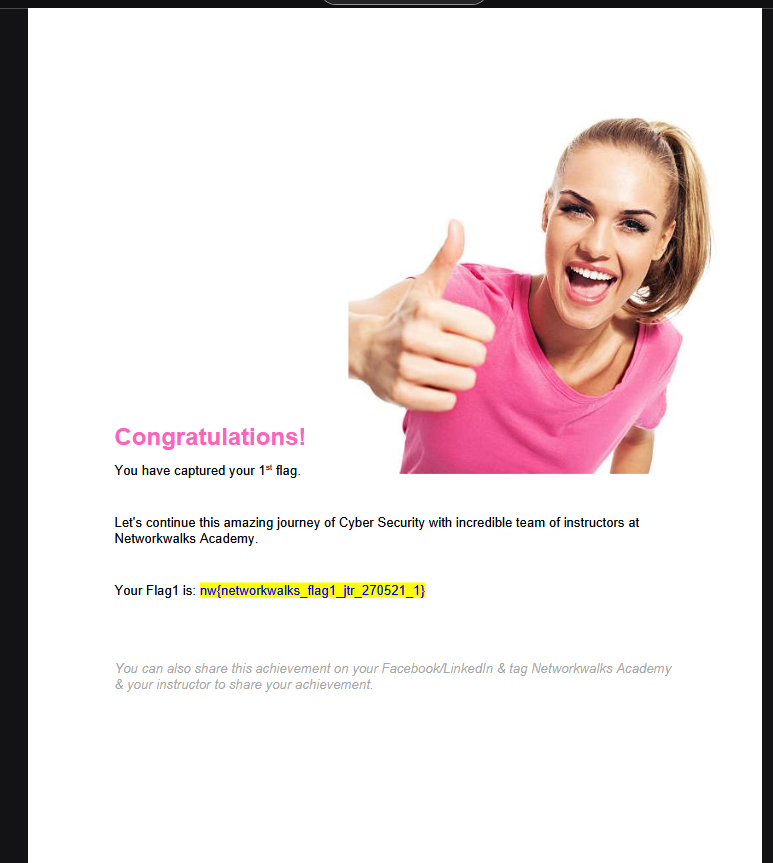 Congratulations!
You have captured your 1st flag.
Let's continue this amazing journey of Cyber Security with incredible team of instructors at
Networkwalks Academy.
Your Flag1 is: nw{networkwalks_flag1_jtr_270521_1}
You can also share this achievement on your Facebook/LinkedIn & tag Networkwalks Academy
& your instructor to share your achievement.